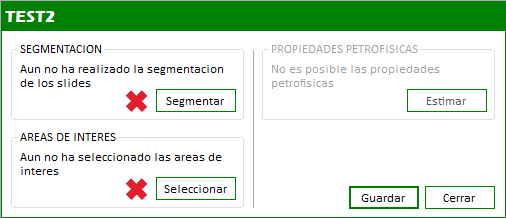 TEST2
SEGMENTACION
Aun no ha realizado la segmentacion
de los slides
Segmentar
AREAS DE INTERES
Aun no ha seleccionado las areas de
interes
Seleccionar
PROPIEDADES PETROFISICAS
No es posible las propiedades
petrofisicas
Estimar
Guardar
Cerrar